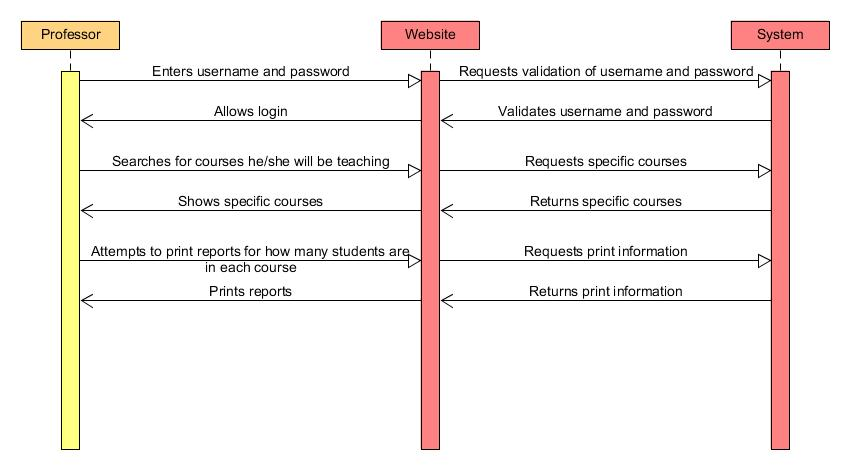 Professor
Website
System
Enters username and password
Requests validation of username and password
Allows login
Validates username and password
Searches for courses he/she will be teaching
Requests specific courses
Shows specific courses
Returns specific courses
Attempts to print reports for how many students are
in each course
Requests print information
Prints reports
Returns print information